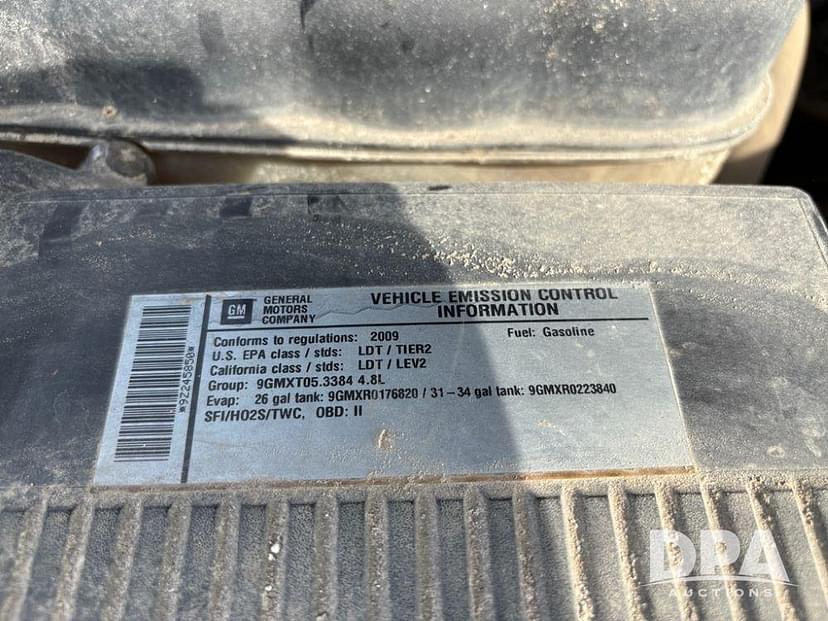 *9Z245850*
GM
GENERAL
MOTORS
COMPANY
VEHICLE EMISSION CONTROL
INFORMATION
Conforms to regulations: 2009 Fuel: Gasoline
U.S. EPA class / stds: LDT / TIER2
California class / stds: LDT / LEV2
Group: 9GMXT05.3384 4.8L
Evap: 26 gal tank: 9GMXR0176820 / 31-34 gal tank: 9GMXR0223840
SFI/HO2S/TWC, OBD: II
DPA
AUCTIONS